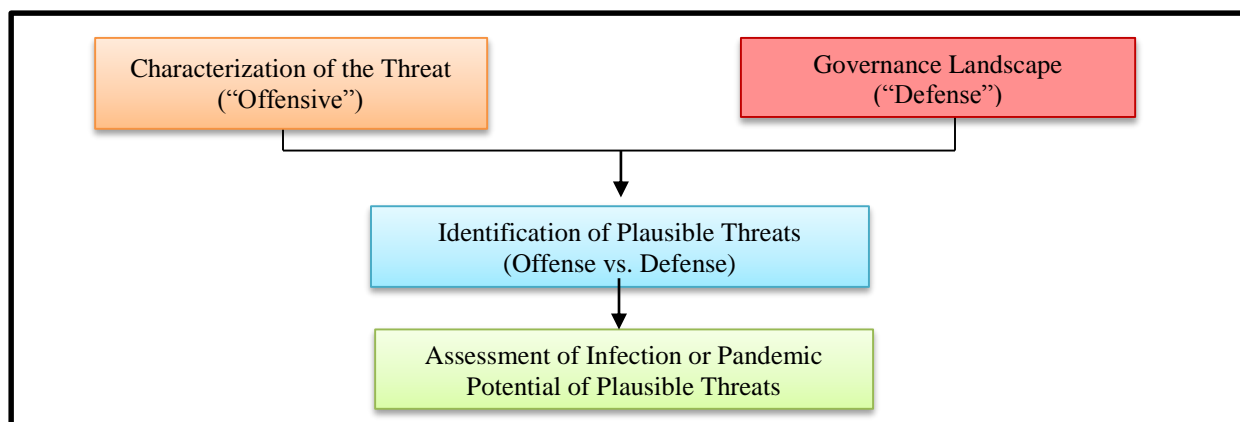 Characterization of the Threat
(“Offensive”)
Governance Landscape
(“Defense”)
Identification of Plausible Threats
(Offense vs. Defense)
Assessment of Infection or Pandemic
Potential of Plausible Threats